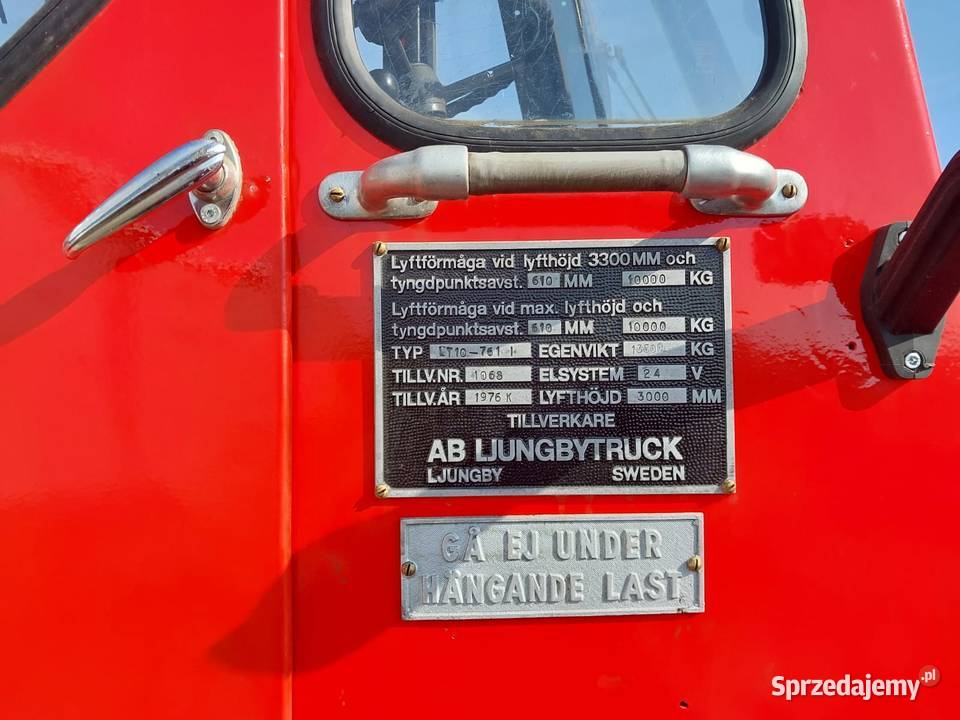 Lyftförmåga vid lyfthöjd 3300 MM och
tyngdpunktsavst. 610 MM 10000 KG
Lyftförmåga vid max. lyfthöjd och
tyngdpunktsavst. 610 MM 10000 KG
TYP LT10-761 EGENVIKT KG
TILLV.NR. 1068 ELSYSTEM 24 V
TILLV.ÅR 1976 K LYFTHÖJD 3000 MM
TILLVERKARE
AB LJUNGBYTRUCK
LJUNGBY SWEDEN
GÅ EJ UNDER
HÄNGANDE LAST
Sprzedajemy.pl